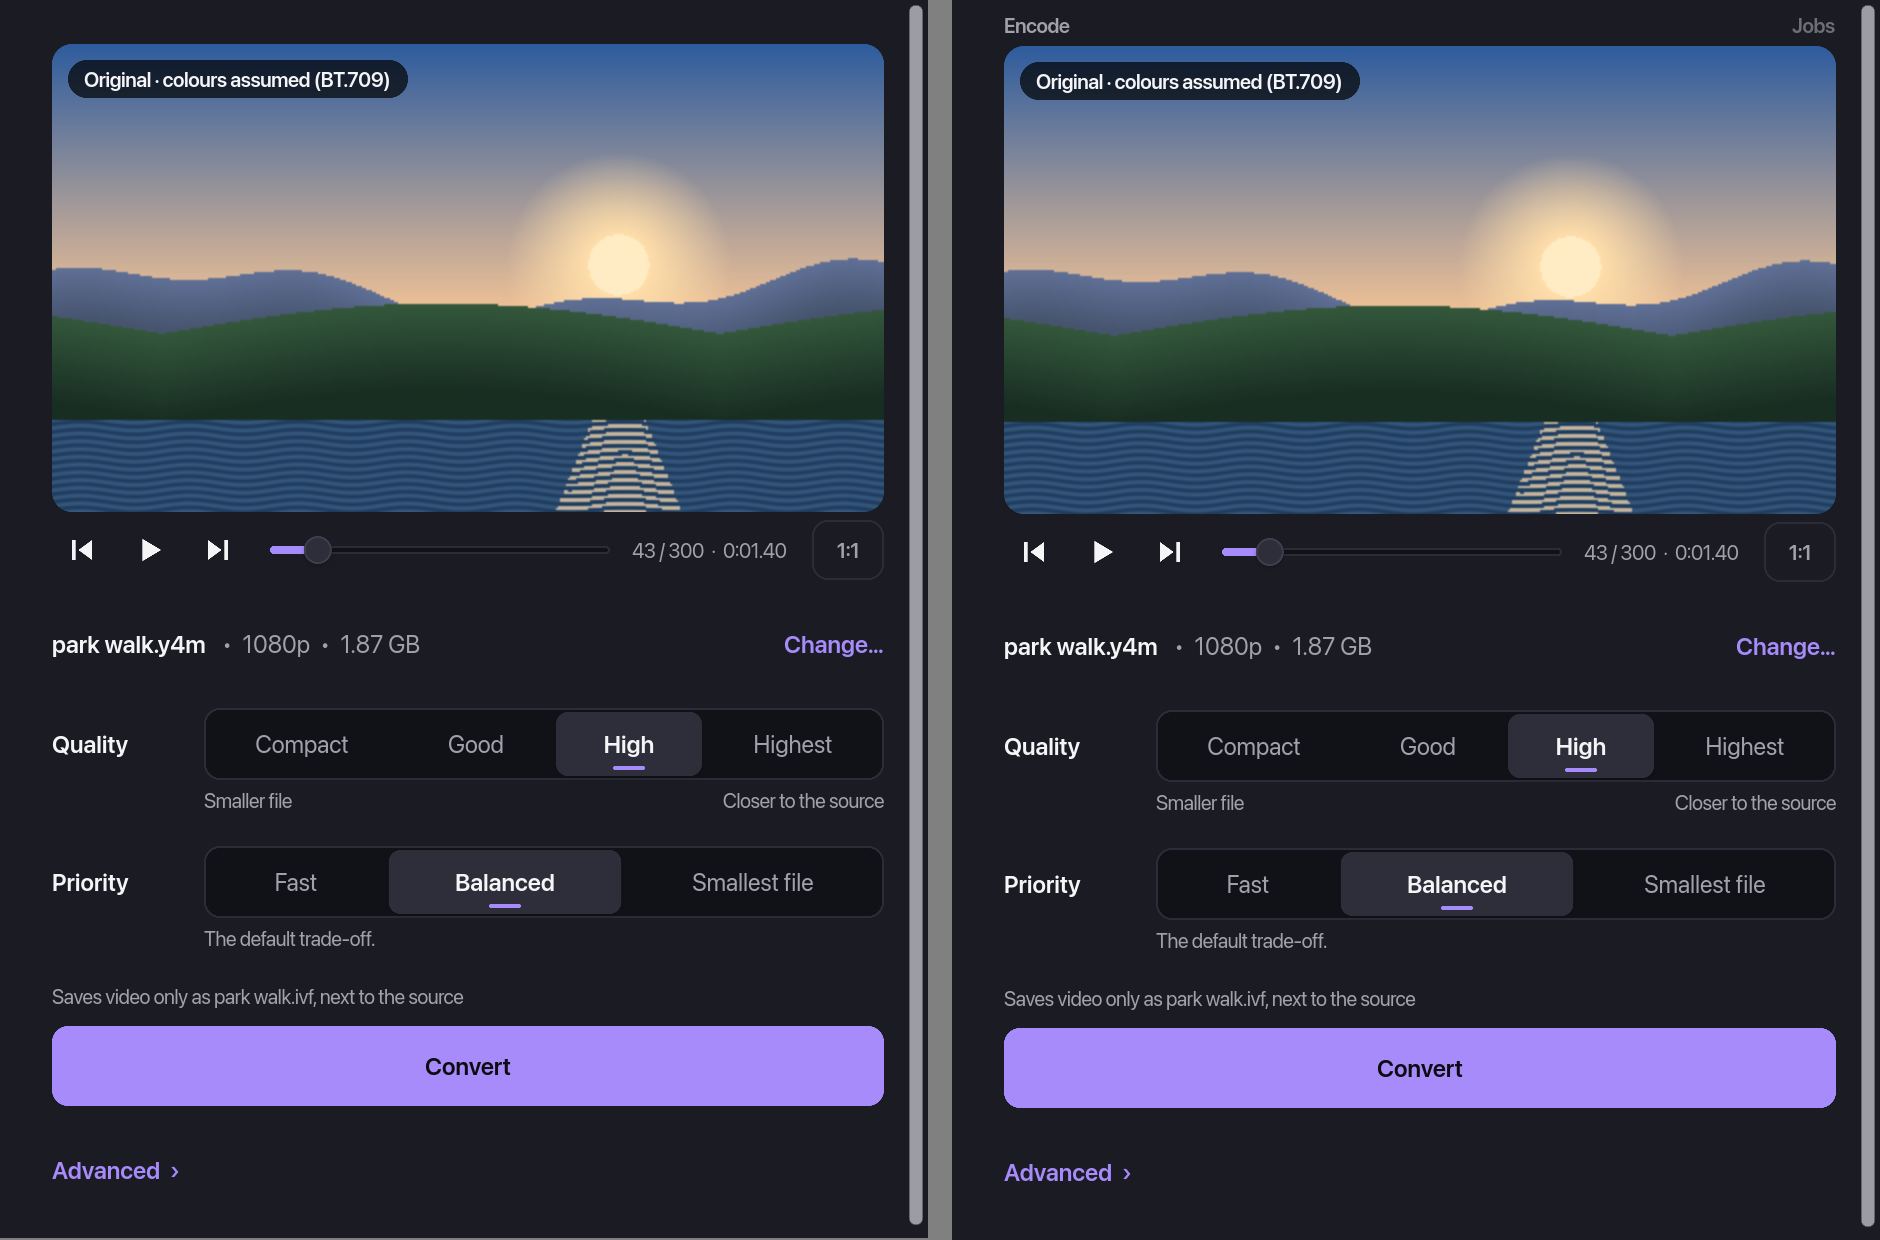 Original · colours assumed (BT.709)
43 / 300 · 0:01.40
1:1
park walk.y4m • 1080p • 1.87 GB
Change...
Quality
Compact
Good
High
Highest
Smaller file
Closer to the source
Priority
Fast
Balanced
Smallest file
The default trade-off.
Saves video only as park walk.ivf, next to the source
Convert
Advanced ›
Encode
Jobs
Original · colours assumed (BT.709)
43 / 300 · 0:01.40
1:1
park walk.y4m • 1080p • 1.87 GB
Change...
Quality
Compact
Good
High
Highest
Smaller file
Closer to the source
Priority
Fast
Balanced
Smallest file
The default trade-off.
Saves video only as park walk.ivf, next to the source
Convert
Advanced ›